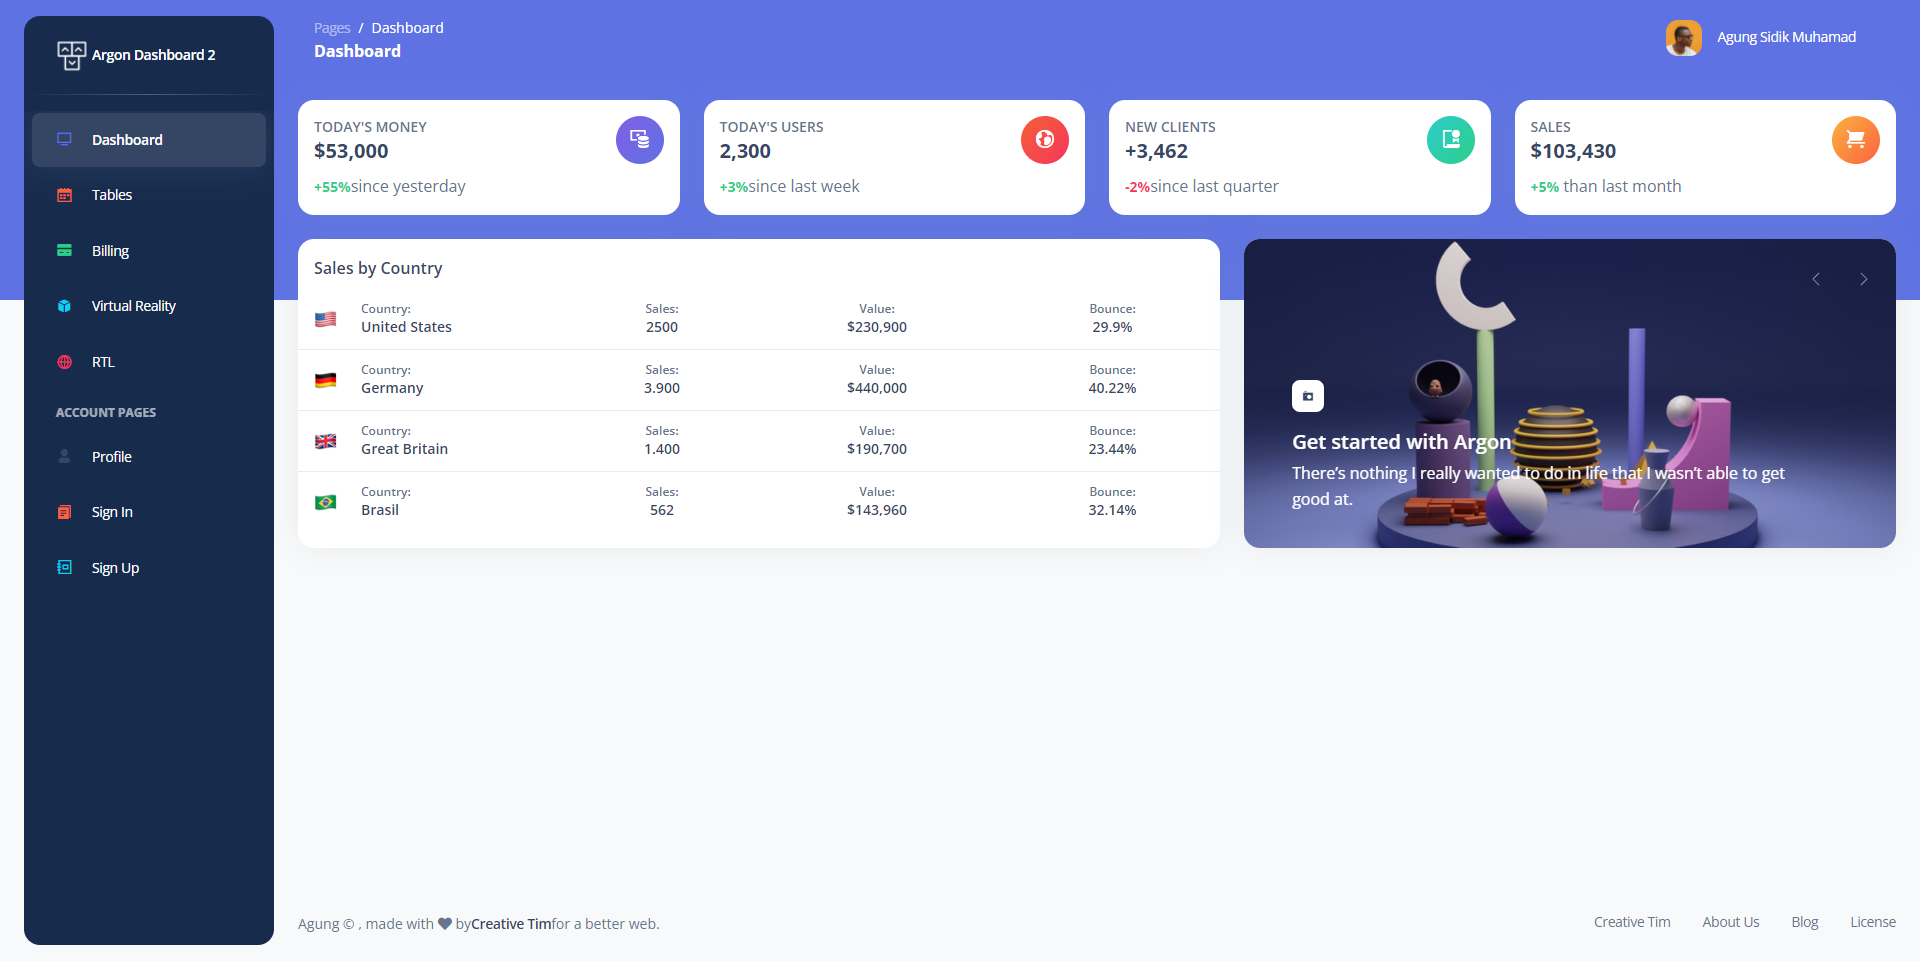 Argon Dashboard 2
Dashboard
Tables
Billing
Virtual Reality
RTL
ACCOUNT PAGES
Profile
Sign In
Sign Up
Pages / Dashboard
Dashboard
Agung Sidik Muhamad
TODAY'S MONEY
$53,000
+55%since yesterday
TODAY'S USERS
2,300
+3%since last week
NEW CLIENTS
+3,462
-2%since last quarter
SALES
$103,430
+5% than last month
Sales by Country
Country: Sales: Value: Bounce:
United States 2500 $230,900 29.9%
Country: Sales: Value: Bounce:
Germany 3.900 $440,000 40.22%
Country: Sales: Value: Bounce:
Great Britain 1.400 $190,700 23.44%
Country: Sales: Value: Bounce:
Brasil 562 $143,960 32.14%
Get started with Argon
There’s nothing I really wanted to do in life that I wasn’t able to get
good at.
Agung © , made with ♥ byCreative Timfor a better web.
Creative Tim About Us Blog License